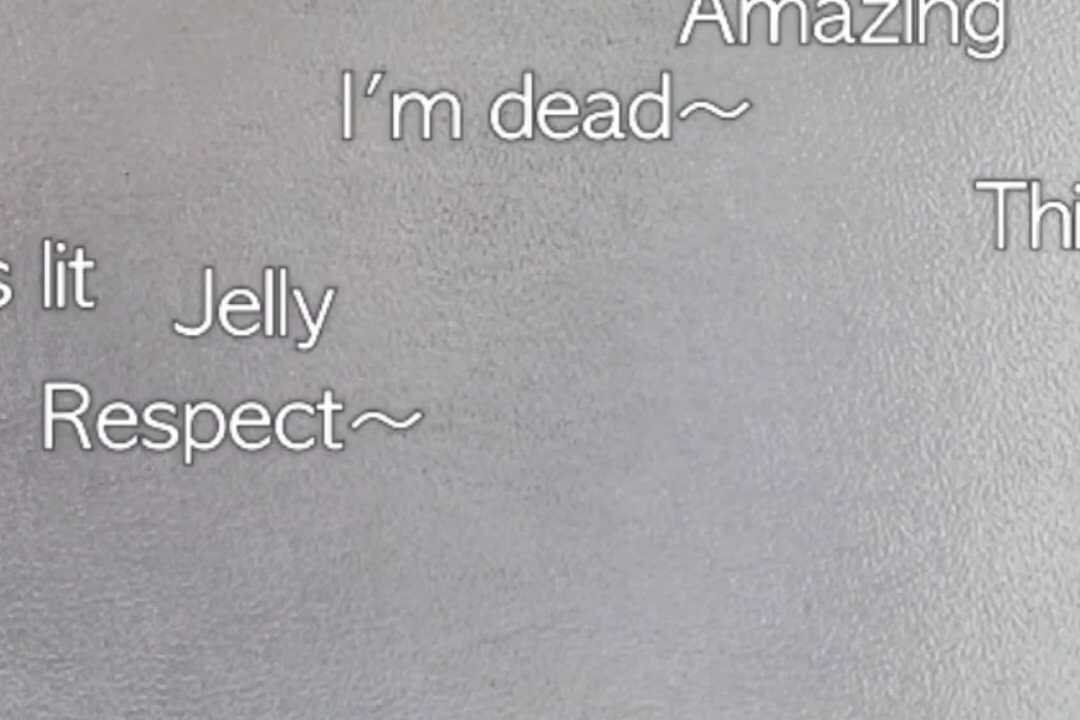 Amazing
I'm dead～
Thi
s lit
Jelly
Respect～